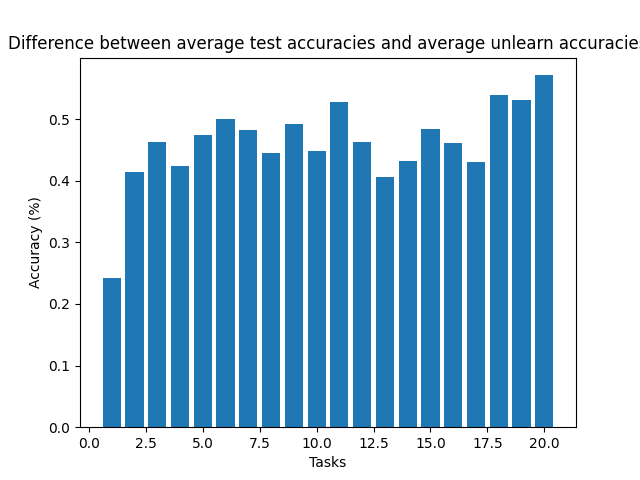 Difference between average test accuracies and average unlearn accuracies
Accuracy (%)
0.5
0.4
0.3
0.2
0.1
0.0
0.0 2.5 5.0 7.5 10.0 12.5 15.0 17.5 20.0
Tasks